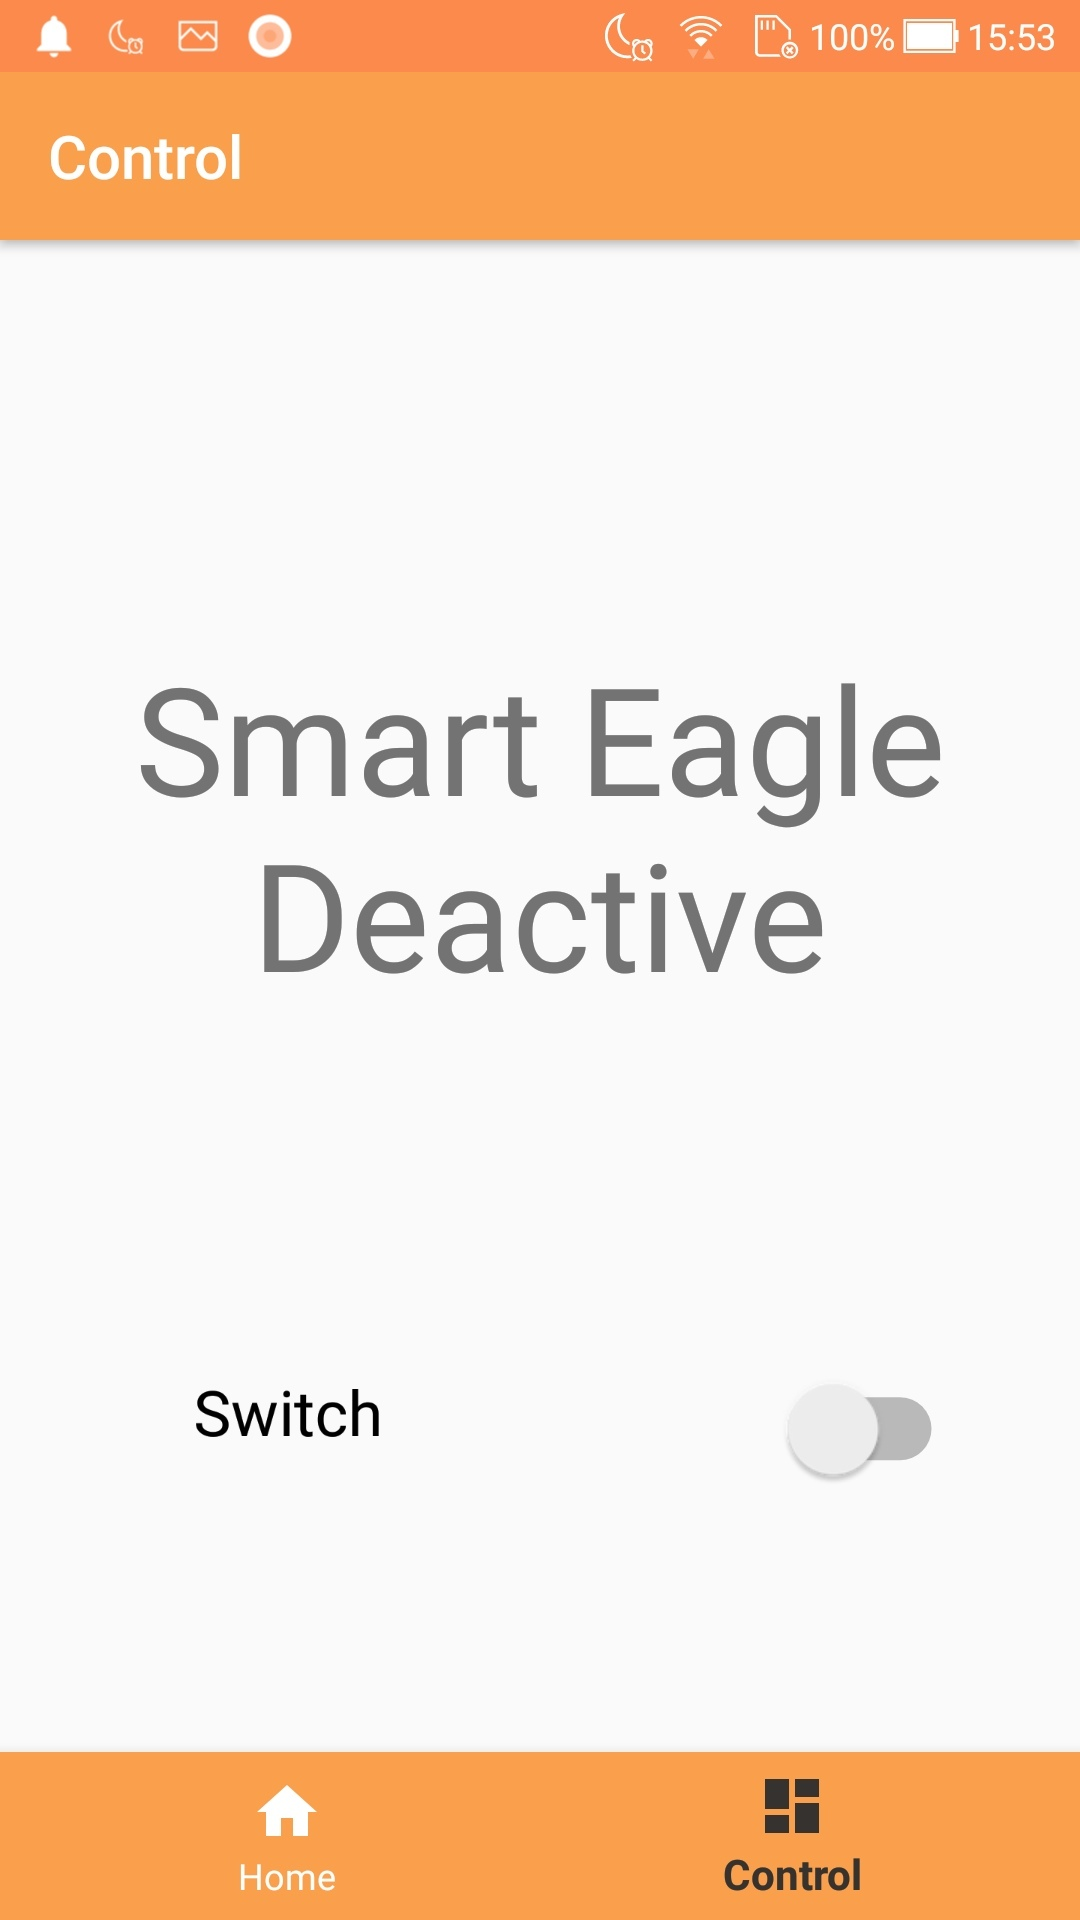 100% 15:53
Control
Smart Eagle
Deactive
Switch
Home
Control